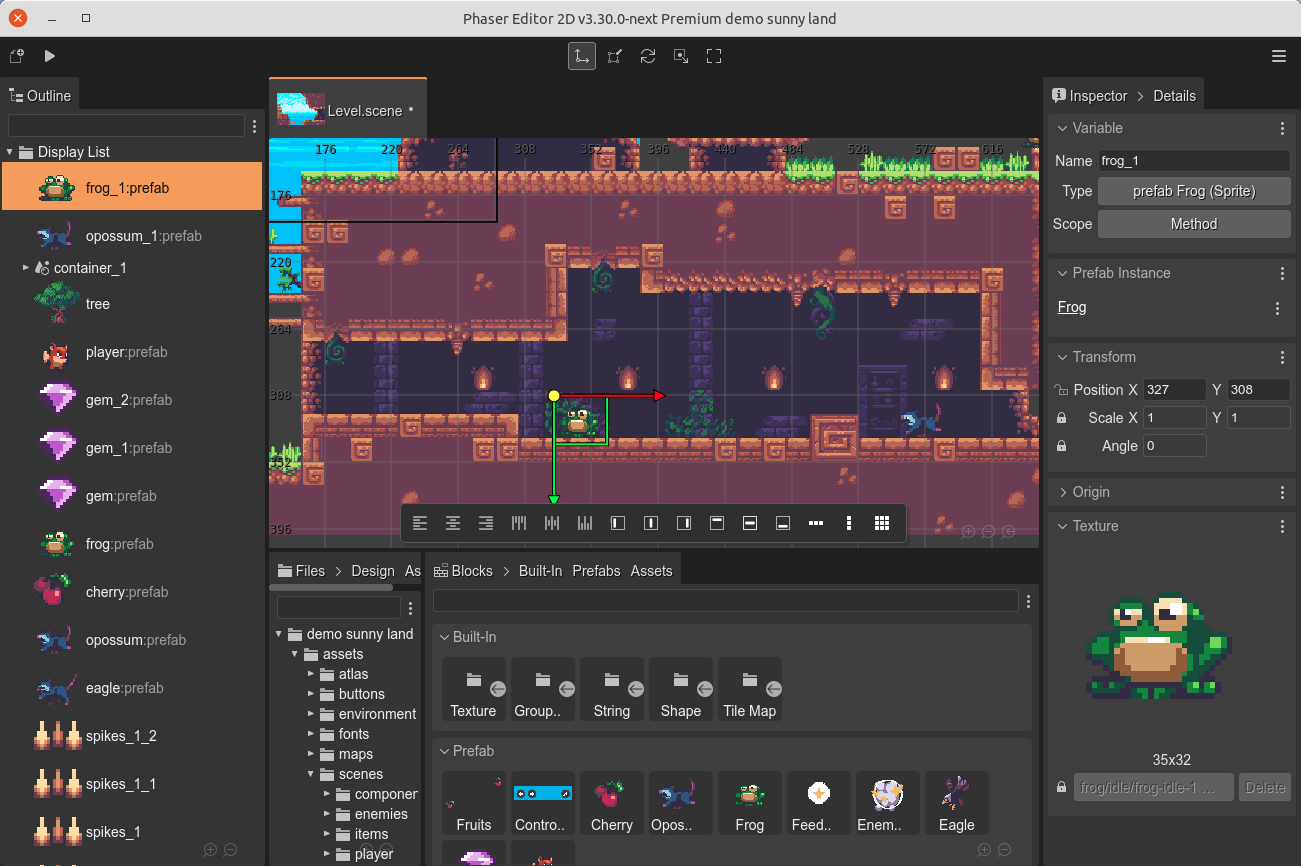 Phaser Editor 2D v3.30.0-next Premium demo sunny land
Outline
Display List
frog_1:prefab
opossum_1:prefab
container_1
tree
player:prefab
gem_2:prefab
gem_1:prefab
gem:prefab
frog:prefab
cherry:prefab
opossum:prefab
eagle:prefab
spikes_1_2
spikes_1_1
spikes_1
Level.scene
176 220 264 308 352 396 440 484 528 572 616
176
220
264
308
352
396
Files > Design As
demo sunny land
assets
atlas
buttons
environment
fonts
maps
scenes
componen
enemies
items
player
Blocks > Built-In Prefabs Assets
Built-In
Texture Group.. String Shape Tile Map
Prefab
Fruits Contro.. Cherry Opos.. Frog Feed.. Enem.. Eagle
Inspector > Details
Variable
Name frog_1
Type prefab Frog (Sprite)
Scope Method
Prefab Instance
Frog
Transform
Position X 327 Y 308
Scale X 1 Y 1
Angle 0
Origin
Texture
35x32
frog/idle/frog-idle-1 ... Delete